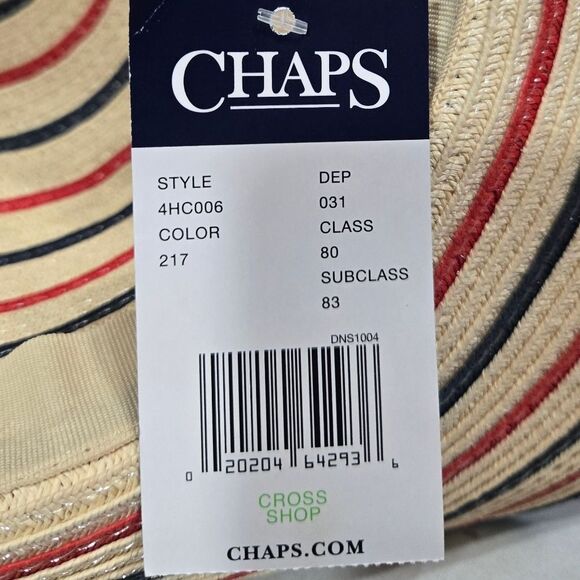 CHAPS
STYLE
4HC006
COLOR
217
DEP
031
CLASS
80
SUBCLASS
83
DNS1004
0 20204 64293 6
CROSS
SHOP
CHAPS.COM